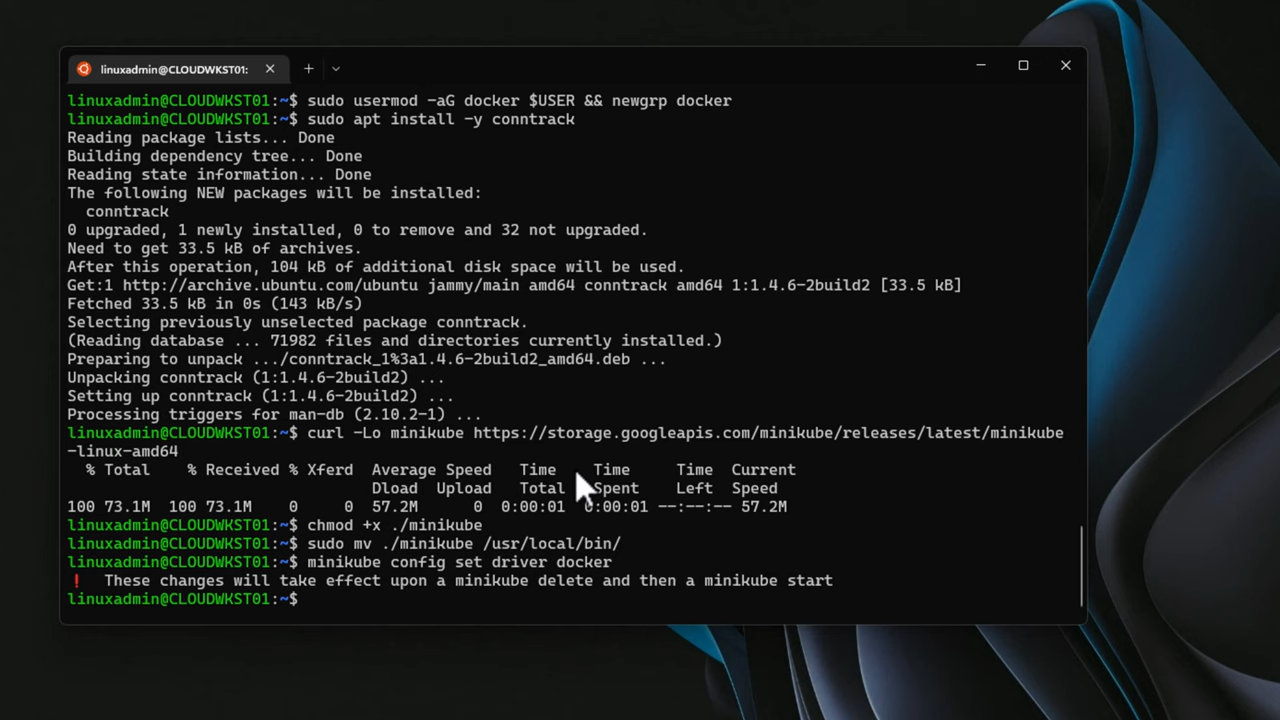 linuxadmin@CLOUDWKST01:
linuxadmin@CLOUDWKST01:~$ sudo usermod -aG docker $USER && newgrp docker
linuxadmin@CLOUDWKST01:~$ sudo apt install -y conntrack
Reading package lists... Done
Building dependency tree... Done
Reading state information... Done
The following NEW packages will be installed:
  conntrack
0 upgraded, 1 newly installed, 0 to remove and 32 not upgraded.
Need to get 33.5 kB of archives.
After this operation, 104 kB of additional disk space will be used.
Get:1 http://archive.ubuntu.com/ubuntu jammy/main amd64 conntrack amd64 1:1.4.6-2build2 [33.5 kB]
Fetched 33.5 kB in 0s (143 kB/s)
Selecting previously unselected package conntrack.
(Reading database ... 71982 files and directories currently installed.)
Preparing to unpack .../conntrack_1%3a1.4.6-2build2_amd64.deb ...
Unpacking conntrack (1:1.4.6-2build2) ...
Setting up conntrack (1:1.4.6-2build2) ...
Processing triggers for man-db (2.10.2-1) ...
linuxadmin@CLOUDWKST01:~$ curl -Lo minikube https://storage.googleapis.com/minikube/releases/latest/minikube
-linux-amd64
  % Total    % Received % Xferd  Average Speed   Time    Time     Time  Current
                                 Dload  Upload   Total   Spent    Left  Speed
100 73.1M  100 73.1M    0     0  57.2M      0  0:00:01  0:00:01 --:--:-- 57.2M
linuxadmin@CLOUDWKST01:~$ chmod +x ./minikube
linuxadmin@CLOUDWKST01:~$ sudo mv ./minikube /usr/local/bin/
linuxadmin@CLOUDWKST01:~$ minikube config set driver docker
❗  These changes will take effect upon a minikube delete and then a minikube start
linuxadmin@CLOUDWKST01:~$